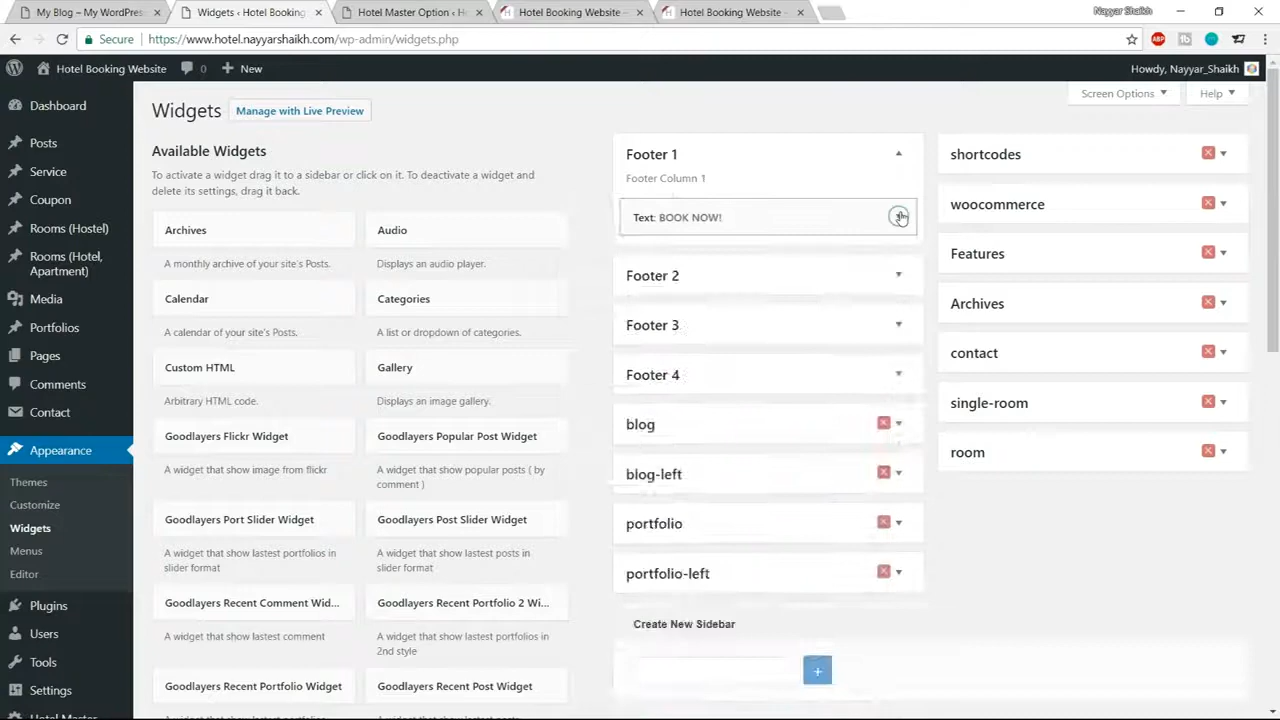 My Blog – My WordPress
Widgets ‹ Hotel Booking
Hotel Master Option ‹ H
Hotel Booking Website –
Hotel Booking Website –
Nayyar Shaikh
Secure
https://www.hotel.nayyarshaikh.com/wp-admin/widgets.php
ABP
Hotel Booking Website
0
New
Howdy, Nayyar_Shaikh
Dashboard
Posts
Service
Coupon
Rooms (Hostel)
Rooms (Hotel,
Apartment)
Media
Portfolios
Pages
Comments
Contact
Appearance
Themes
Customize
Widgets
Menus
Editor
Plugins
Users
Tools
Settings
Hotel Master
Screen Options
Help
Widgets
Manage with Live Preview
Available Widgets
To activate a widget drag it to a sidebar or click on it. To deactivate a widget and
delete its settings, drag it back.
Archives
A monthly archive of your site's Posts.
Audio
Displays an audio player.
Calendar
A calendar of your site's Posts.
Categories
A list or dropdown of categories.
Custom HTML
Arbitrary HTML code.
Gallery
Displays an image gallery.
Goodlayers Flickr Widget
A widget that show image from flickr
Goodlayers Popular Post Widget
A widget that show popular posts ( by
comment )
Goodlayers Port Slider Widget
A widget that show lastest portfolios in
slider format
Goodlayers Post Slider Widget
A widget that show lastest posts in
slider format
Goodlayers Recent Comment Wid...
A widget that show lastest comment
Goodlayers Recent Portfolio 2 Wi...
A widget that show lastest portfolios in
2nd style
Goodlayers Recent Portfolio Widget
Goodlayers Recent Post Widget
Footer 1
Footer Column 1
Text: BOOK NOW!
Footer 2
Footer 3
Footer 4
blog
blog-left
portfolio
portfolio-left
Create New Sidebar
+
shortcodes
woocommerce
Features
Archives
contact
single-room
room